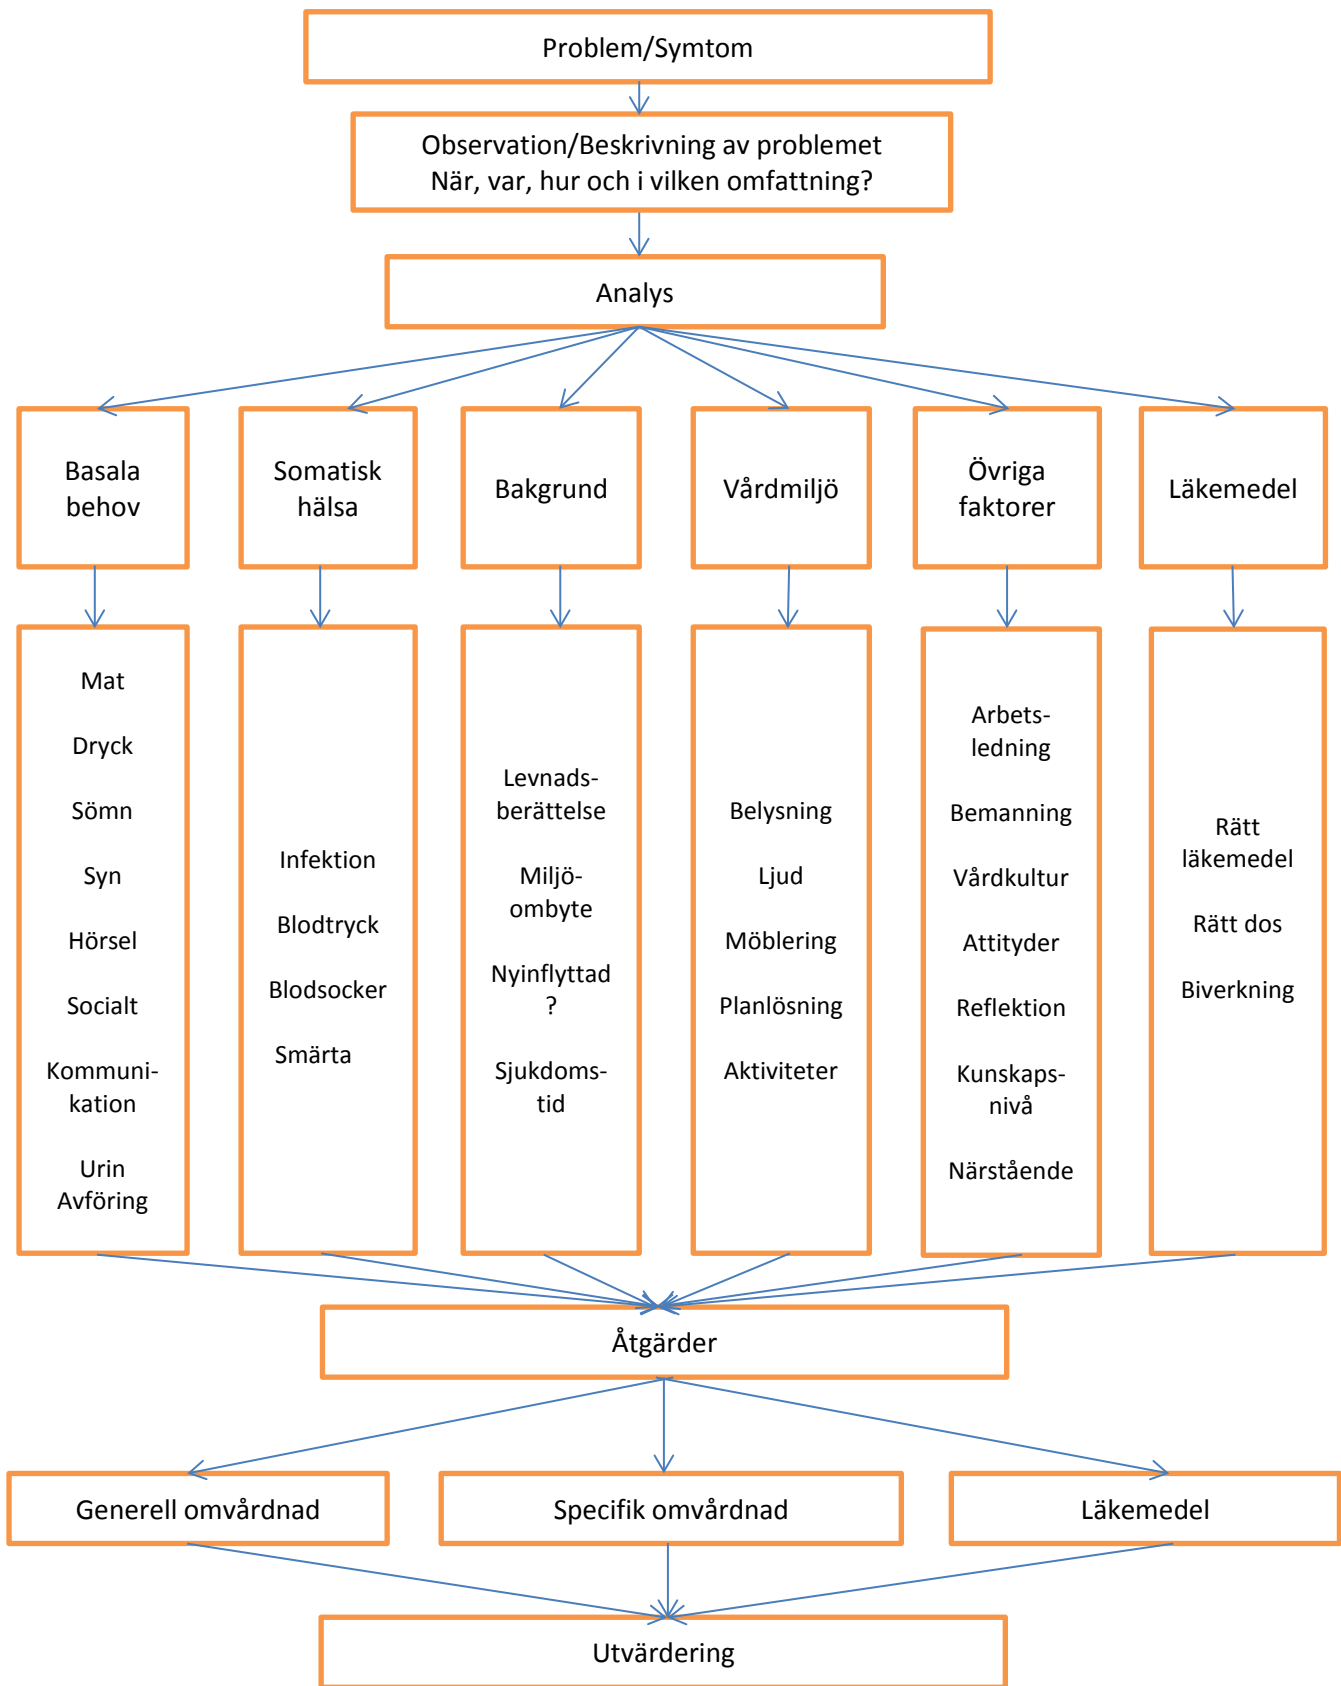 Problem/Symtom
Observation/Beskrivning av problemet
När, var, hur och i vilken omfattning?
Analys
Basala
behov
Somatisk
hälsa
Bakgrund
Vårdmiljö
Övriga
faktorer
Läkemedel
Mat
Dryck
Sömn
Syn
Hörsel
Socialt
Kommuni-
kation
Urin
Avföring
Infektion
Blodtryck
Blodsocker
Smärta
Levnads-
berättelse
Miljö-
ombyte
Nyinflyttad
?
Sjukdoms-
tid
Belysning
Ljud
Möblering
Planlösning
Aktiviteter
Arbets-
ledning
Bemanning
Vårdkultur
Attityder
Reflektion
Kunskaps-
nivå
Närstående
Rätt
läkemedel
Rätt dos
Biverkning
Åtgärder
Generell omvårdnad
Specifik omvårdnad
Läkemedel
Utvärdering